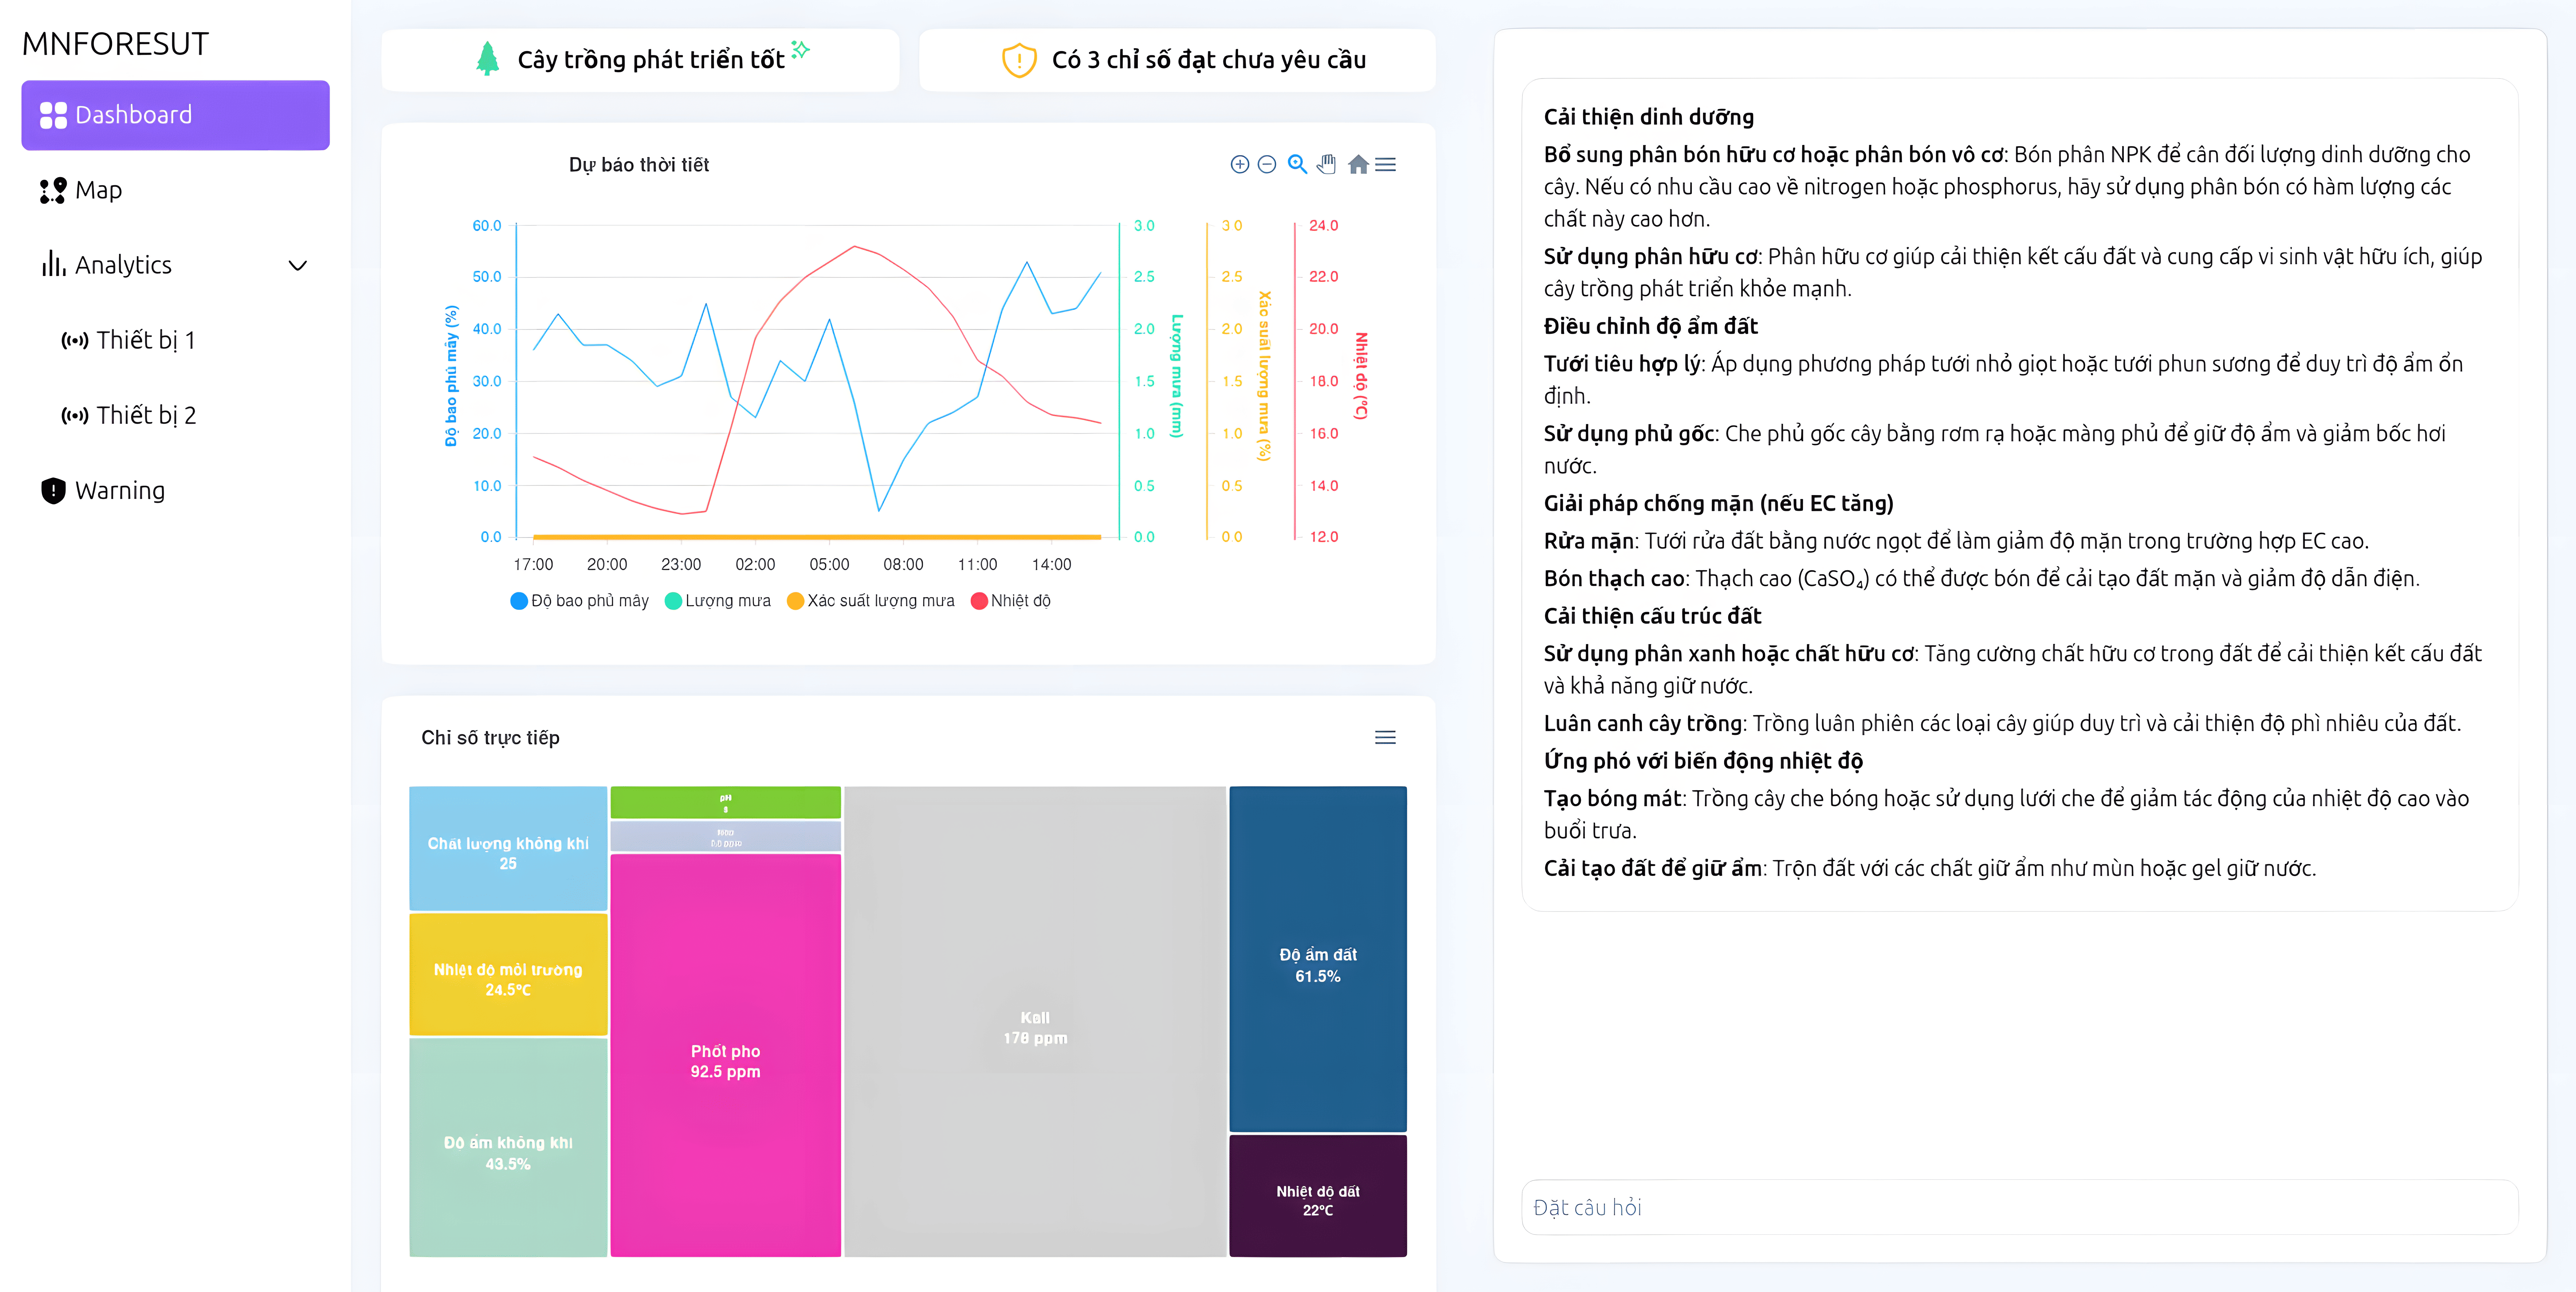 MNFORESUT
Dashboard
Map
Analytics
Thiết bị 1
Thiết bị 2
Warning
Cây trồng phát triển tốt
Có 3 chỉ số đạt chưa yêu cầu
Dự báo thời tiết
60.0
50.0
40.0
30.0
20.0
10.0
0.0
Độ bao phủ mây (%)
3.0
2.5
2.0
1.5
1.0
0.5
0.0
Lượng mưa (mm)
3 0
2.5
2.0
1.5
1.0
0.5
0 0
Xác suất lượng mưa (%)
24.0
22.0
20.0
18.0
16.0
14.0
12.0
Nhiệt độ (°C)
17:00 20:00 23:00 02:00 05:00 08:00 11:00 14:00
Độ bao phủ mây Lượng mưa Xác suất lượng mưa Nhiệt độ
Chỉ số trực tiếp
Chất lượng không khí
25
Nhiệt độ môi trường
24.5°C
Độ ẩm không khí
43.5%
pH
Phốt pho
92.5 ppm
Kali
178 ppm
Độ ẩm đất
61.5%
Nhiệt độ đất
22°C
Cải thiện dinh dưỡng
Bổ sung phân bón hữu cơ hoặc phân bón vô cơ: Bón phân NPK để cân đối lượng dinh dưỡng cho
cây. Nếu có nhu cầu cao về nitrogen hoặc phosphorus, hãy sử dụng phân bón có hàm lượng các
chất này cao hơn.
Sử dụng phân hữu cơ: Phân hữu cơ giúp cải thiện kết cấu đất và cung cấp vi sinh vật hữu ích, giúp
cây trồng phát triển khỏe mạnh.
Điều chỉnh độ ẩm đất
Tưới tiêu hợp lý: Áp dụng phương pháp tưới nhỏ giọt hoặc tưới phun sương để duy trì độ ẩm ổn
định.
Sử dụng phủ gốc: Che phủ gốc cây bằng rơm rạ hoặc màng phủ để giữ độ ẩm và giảm bốc hơi
nước.
Giải pháp chống mặn (nếu EC tăng)
Rửa mặn: Tưới rửa đất bằng nước ngọt để làm giảm độ mặn trong trường hợp EC cao.
Bón thạch cao: Thạch cao (CaSO₄) có thể được bón để cải tạo đất mặn và giảm độ dẫn điện.
Cải thiện cấu trúc đất
Sử dụng phân xanh hoặc chất hữu cơ: Tăng cường chất hữu cơ trong đất để cải thiện kết cấu đất
và khả năng giữ nước.
Luân canh cây trồng: Trồng luân phiên các loại cây giúp duy trì và cải thiện độ phì nhiêu của đất.
Ứng phó với biến động nhiệt độ
Tạo bóng mát: Trồng cây che bóng hoặc sử dụng lưới che để giảm tác động của nhiệt độ cao vào
buổi trưa.
Cải tạo đất để giữ ẩm: Trộn đất với các chất giữ ẩm như mùn hoặc gel giữ nước.
Đặt câu hỏi